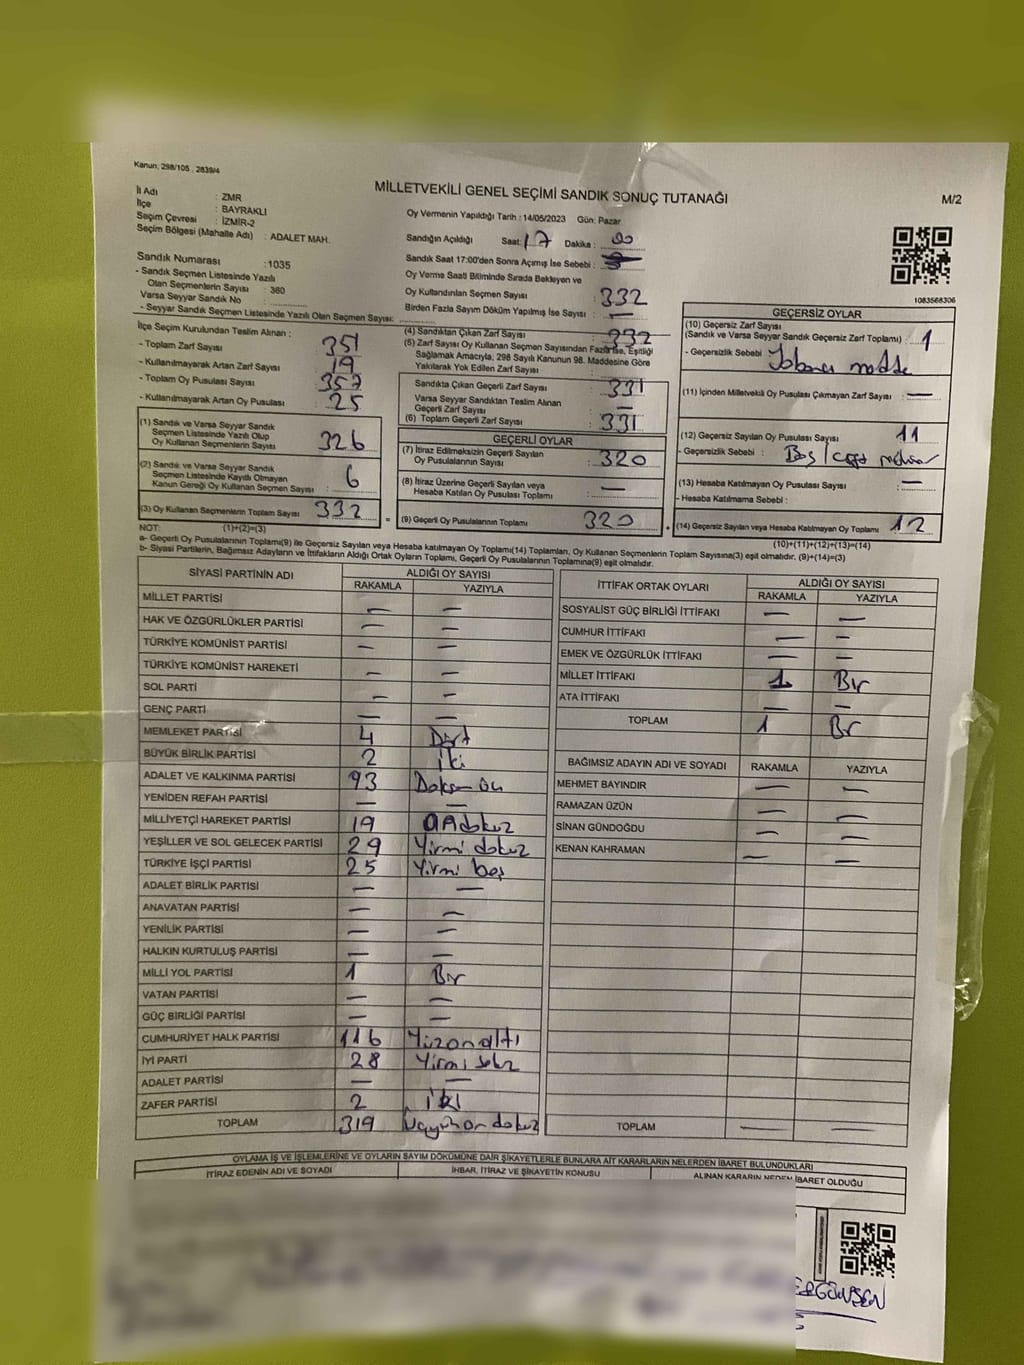 Kanun: 298/105 , 2839/4
MİLLETVEKİLİ GENEL SEÇİMİ SANDIK SONUÇ TUTANAĞI
M/2
İl Adı : ZMR
İlçe : BAYRAKLI
Seçim Çevresi : İZMİR-2
Seçim Bölgesi (Mahalle Adı) : ADALET MAH.
Sandık Numarası :1035
- Sandık Seçmen Listesinde Yazılı
Olan Seçmenlerin Sayısı : 360
Varsa Seyyar Sandık No :
- Seyyar Sandık Seçmen Listesinde Yazılı Olan Seçmen Sayısı:
Oy Vermenin Yapıldığı Tarih : 14/05/2023 Gün: Pazar
Sandığın Açıldığı Saat: 17 Dakika : 00
Sandık Saat 17:00'den Sonra Açımış İse Sebebi :
Oy Verme Saati Bitiminde Sırada Bekleyen ve
Oy Kullandırılan Seçmen Sayısı : 332
Birden Fazla Sayım Döküm Yapılmış İse Sayısı : —
1083568306
İlçe Seçim Kurulundan Teslim Alınan :
- Toplam Zarf Sayısı : 351
- Kullanılmayarak Artan Zarf Sayısı : 19
- Toplam Oy Pusulası Sayısı : 357
- Kullanılmayarak Artan Oy Pusulası : 25
(1) Sandık ve Varsa Seyyar Sandık
Seçmen Listesinde Yazılı Olup
Oy Kullanan Seçmenlerin Sayısı : 326
(2) Sandık ve Varsa Seyyar Sandık
Seçmen Listesinde Kayıtlı Olmayan
Kanun Gereği Oy Kullanan Seçmen Sayısı : 6
(3) Oy Kullanan Seçmenlerin Toplam Sayısı : 332
(1)+(2)=(3)
(4) Sandıktan Çıkan Zarf Sayısı : 332
(5) Zarf Sayısı Oy Kullanan Seçmen Sayısından Fazla İse, Eşitliği
Sağlamak Amacıyla, 298 Sayılı Kanunun 98. Maddesine Göre
Yakılarak Yok Edilen Zarf Sayısı :
Sandıkta Çıkan Geçerli Zarf Sayısı : 331
Varsa Seyyar Sandıktan Teslim Alınan
Geçerli Zarf Sayısı : —
(6) Toplam Geçerli Zarf Sayısı : 331
GEÇERLİ OYLAR
(7) İtiraz Edilmeksizin Geçerli Sayılan
Oy Pusulalarının Sayısı : 320
(8) İtiraz Üzerine Geçerli Sayılan veya
Hesaba Katılan Oy Pusulası Toplamı : —
= (9) Geçerli Oy Pusulalarının Toplamı : 320 +
GEÇERSİZ OYLAR
(10) Geçersiz Zarf Sayısı
(Sandık ve Varsa Seyyar Sandık Geçersiz Zarf Toplamı) : 1
- Geçersizlik Sebebi : Yabancı madde
(11) İçinden Milletvekili Oy Pusulası Çıkmayan Zarf Sayısı : —
(12) Geçersiz Sayılan Oy Pusulası Sayısı : 11
- Geçersizlik Sebebi : Boş/
(13) Hesaba Katılmayan Oy Pusulası Sayısı : —
- Hesaba Katılmama Sebebi :
(14) Geçersiz Sayılan veya Hesaba Katılmayan Oy Toplamı : 12
(10)+(11)+(12)+(13)=(14)
NOT:
a- Geçerli Oy Pusulalarının Toplamı(9) ile Geçersiz Sayılan veya Hesaba katılmayan Oy Toplamı(14) Toplamları, Oy Kullanan Seçmenlerin Toplam Sayısına(3) eşit olmalıdır. (9)+(14)=(3)
b- Siyasi Partilerin, Bağımsız Adayların ve İttifakların Aldığı Ortak Oyların Toplamı, Geçerli Oy Pusulalarının Toplamına(9) eşit olmalıdır.
SİYASİ PARTİNİN ADI ALDIĞI OY SAYISI
RAKAMLA YAZIYLA
MİLLET PARTİSİ — —
HAK VE ÖZGÜRLÜKLER PARTİSİ — —
TÜRKİYE KOMÜNİST PARTİSİ — —
TÜRKİYE KOMÜNİST HAREKETİ — —
SOL PARTİ — —
GENÇ PARTİ — —
MEMLEKET PARTİSİ 4 Dört
BÜYÜK BİRLİK PARTİSİ 2 iki
ADALET VE KALKINMA PARTİSİ 93 Doksan üç
YENİDEN REFAH PARTİSİ — —
MİLLİYETÇİ HAREKET PARTİSİ 19 ondokuz
YEŞİLLER VE SOL GELECEK PARTİSİ 29 Yirmi dokuz
TÜRKİYE İŞÇİ PARTİSİ 25 Yirmi beş
ADALET BİRLİK PARTİSİ — —
ANAVATAN PARTİSİ — —
YENİLİK PARTİSİ — —
HALKIN KURTULUŞ PARTİSİ — —
MİLLİ YOL PARTİSİ 1 Bir
VATAN PARTİSİ — —
GÜÇ BİRLİĞİ PARTİSİ — —
CUMHURİYET HALK PARTİSİ 116 Yüzonaltı
İYİ PARTİ 28 Yirmi sekiz
ADALET PARTİSİ — —
ZAFER PARTİSİ 2 iki
TOPLAM 319 üçyüzon dokuz
İTTİFAK ORTAK OYLARI ALDIĞI OY SAYISI
RAKAMLA YAZIYLA
SOSYALİST GÜÇ BİRLİĞİ İTTİFAKI — —
CUMHUR İTTİFAKI — —
EMEK VE ÖZGÜRLÜK İTTİFAKI — —
MİLLET İTTİFAKI 1 Bir
ATA İTTİFAKI — —
TOPLAM 1 Bir
BAĞIMSIZ ADAYIN ADI VE SOYADI RAKAMLA YAZIYLA
MEHMET BAYINDIR — —
RAMAZAN ÜZÜN — —
SİNAN GÜNDOĞDU — —
KENAN KAHRAMAN — —
TOPLAM — —
OYLAMA İŞ VE İŞLEMLERİNE VE OYLARIN SAYIM DÖKÜMÜNE DAİR ŞİKAYETLERLE BUNLARA AİT KARARLARIN NELERDEN İBARET BULUNDUKLARI
İTİRAZ EDENİN ADI VE SOYADI İHBAR, İTİRAZ VE ŞİKAYETİN KONUSU ALINAN KARARIN NEDEN İBARET OLDUĞU